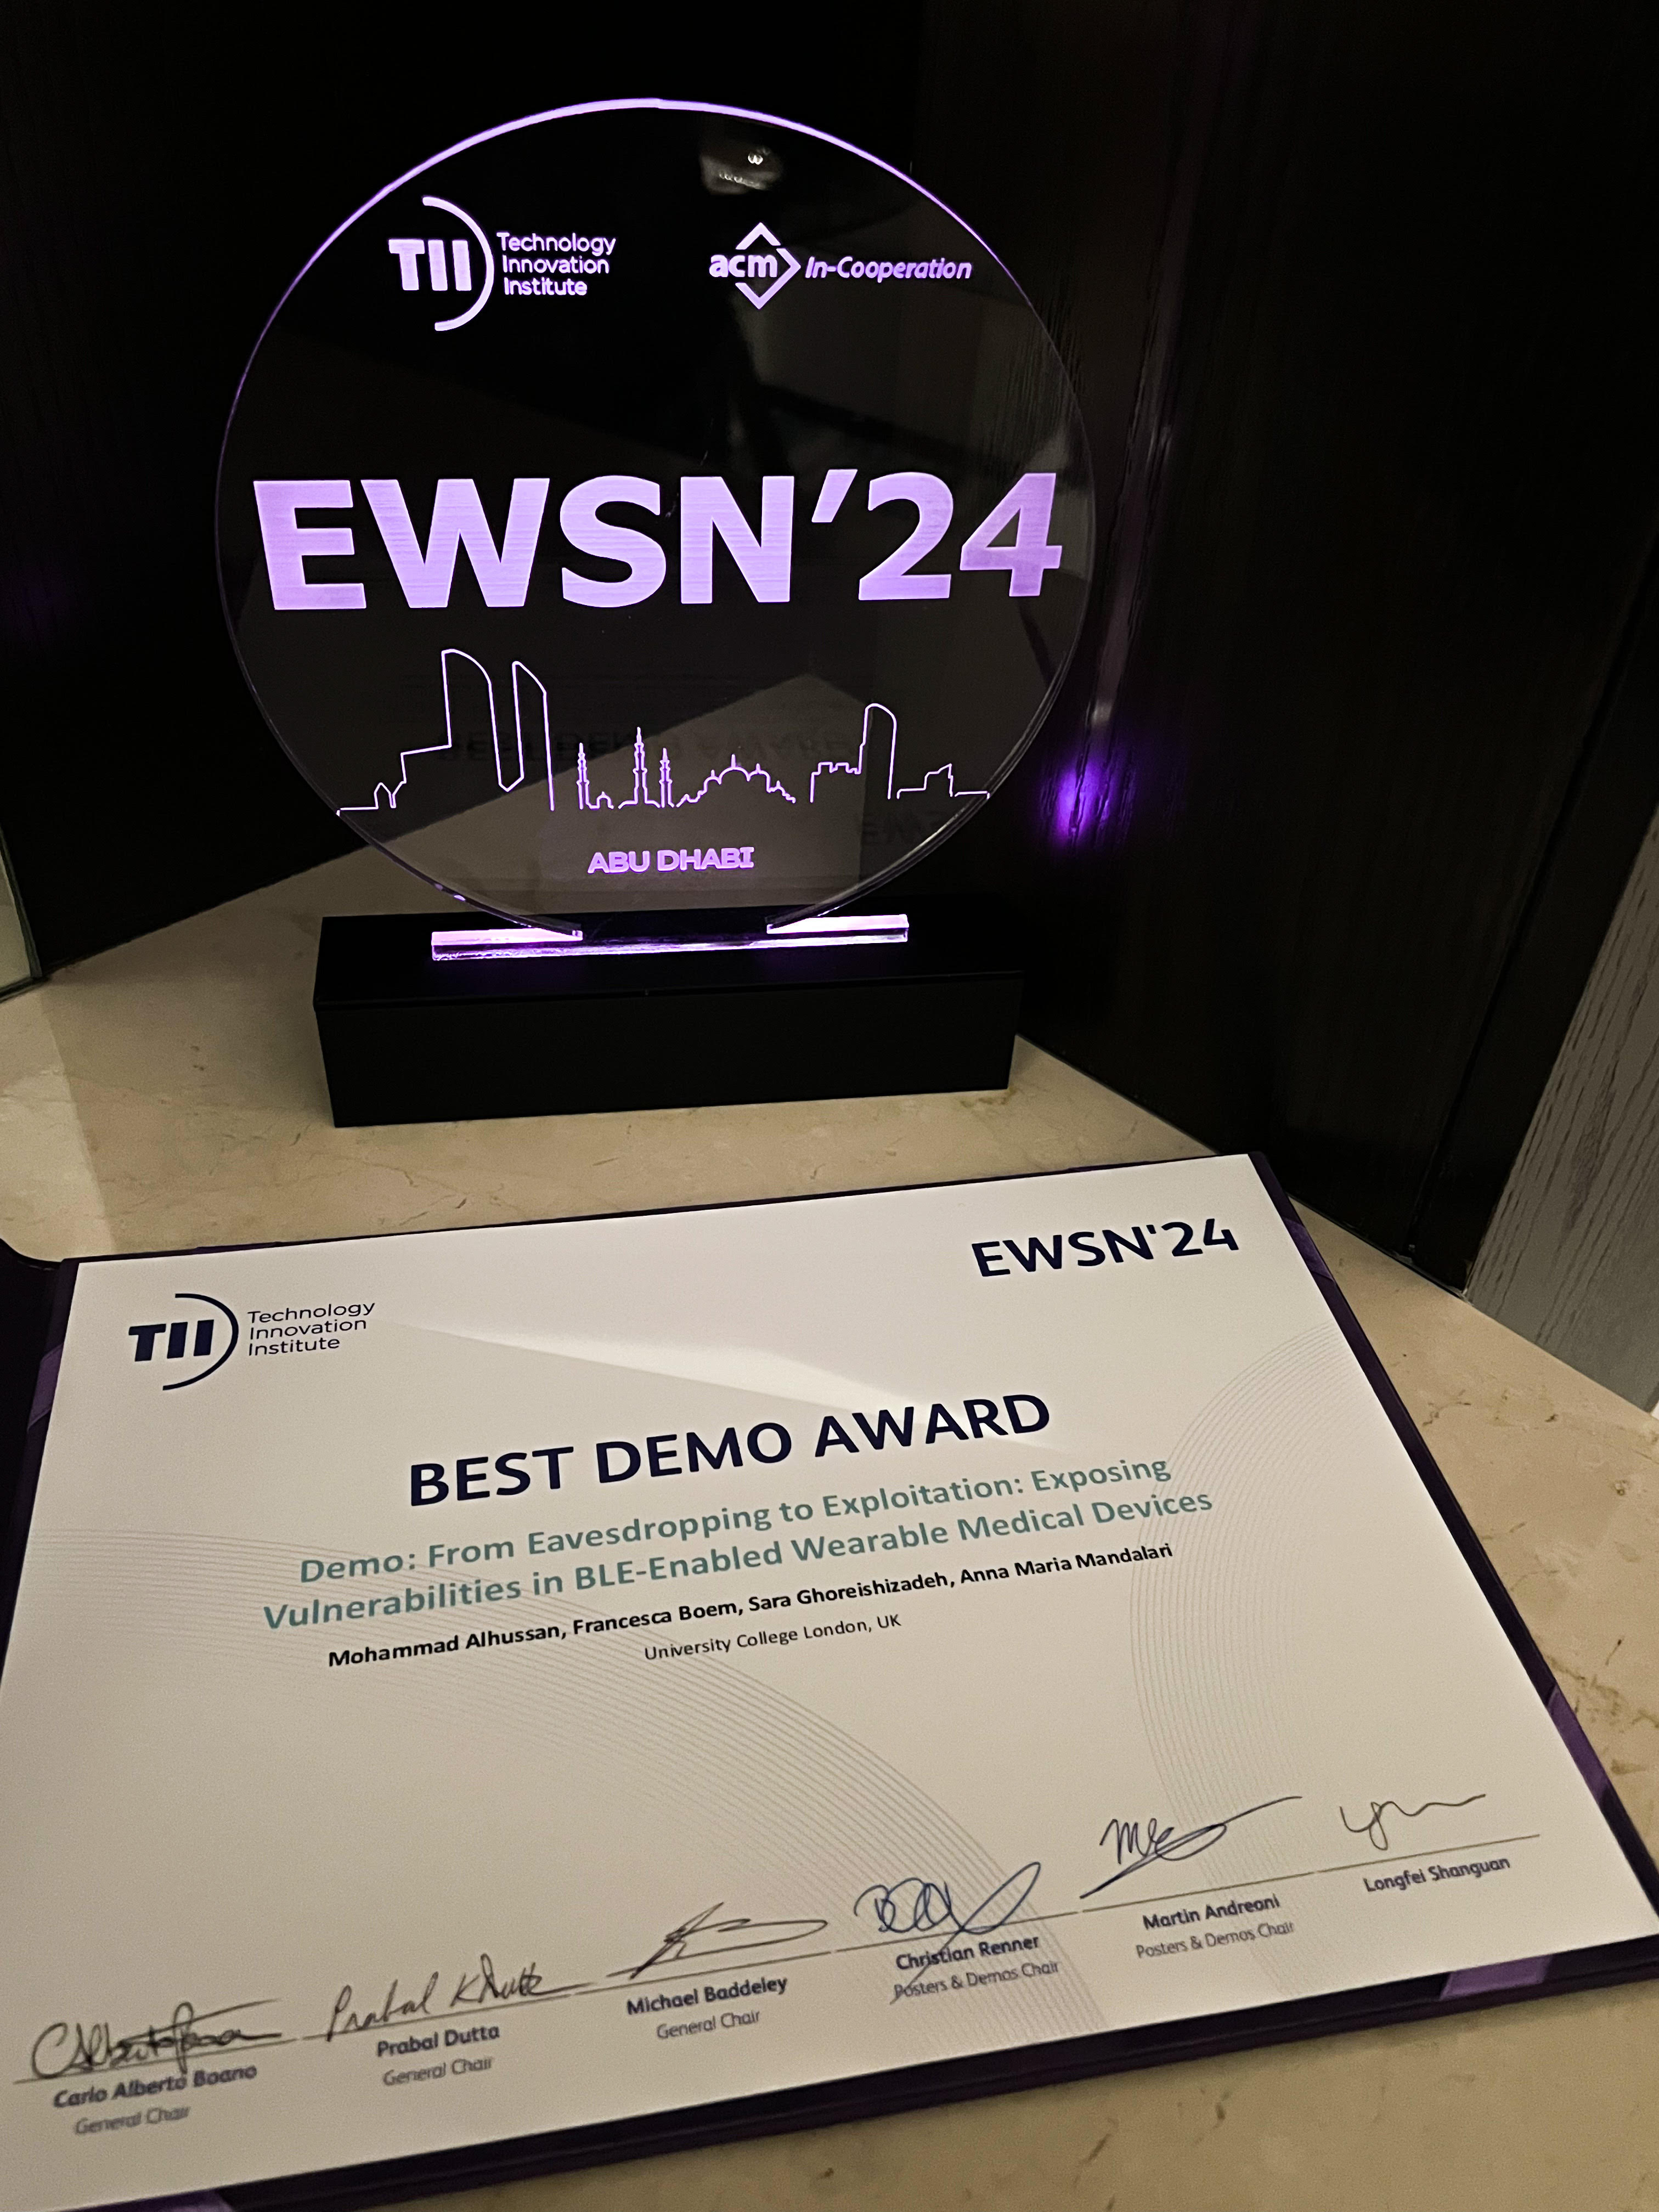 TII Technology
Innovation
Institute
acm In-Cooperation
EWSN'24
ABU DHABI
EWSN'24
TII Technology
Innovation
Institute
BEST DEMO AWARD
Demo: From Eavesdropping to Exploitation: Exposing
Vulnerabilities in BLE-Enabled Wearable Medical Devices
Mohammad Alhussan, Francesca Boem, Sara Ghoreishizadeh, Anna Maria Mandalari
University College London, UK
Carlo Alberto Boano
General Chair
Prabal Dutta
Prabal Dutta
General Chair
Michael Baddeley
General Chair
Christian Renner
Posters & Demos Chair
Martin Andreoni
Posters & Demos Chair
Longfei Shanguan